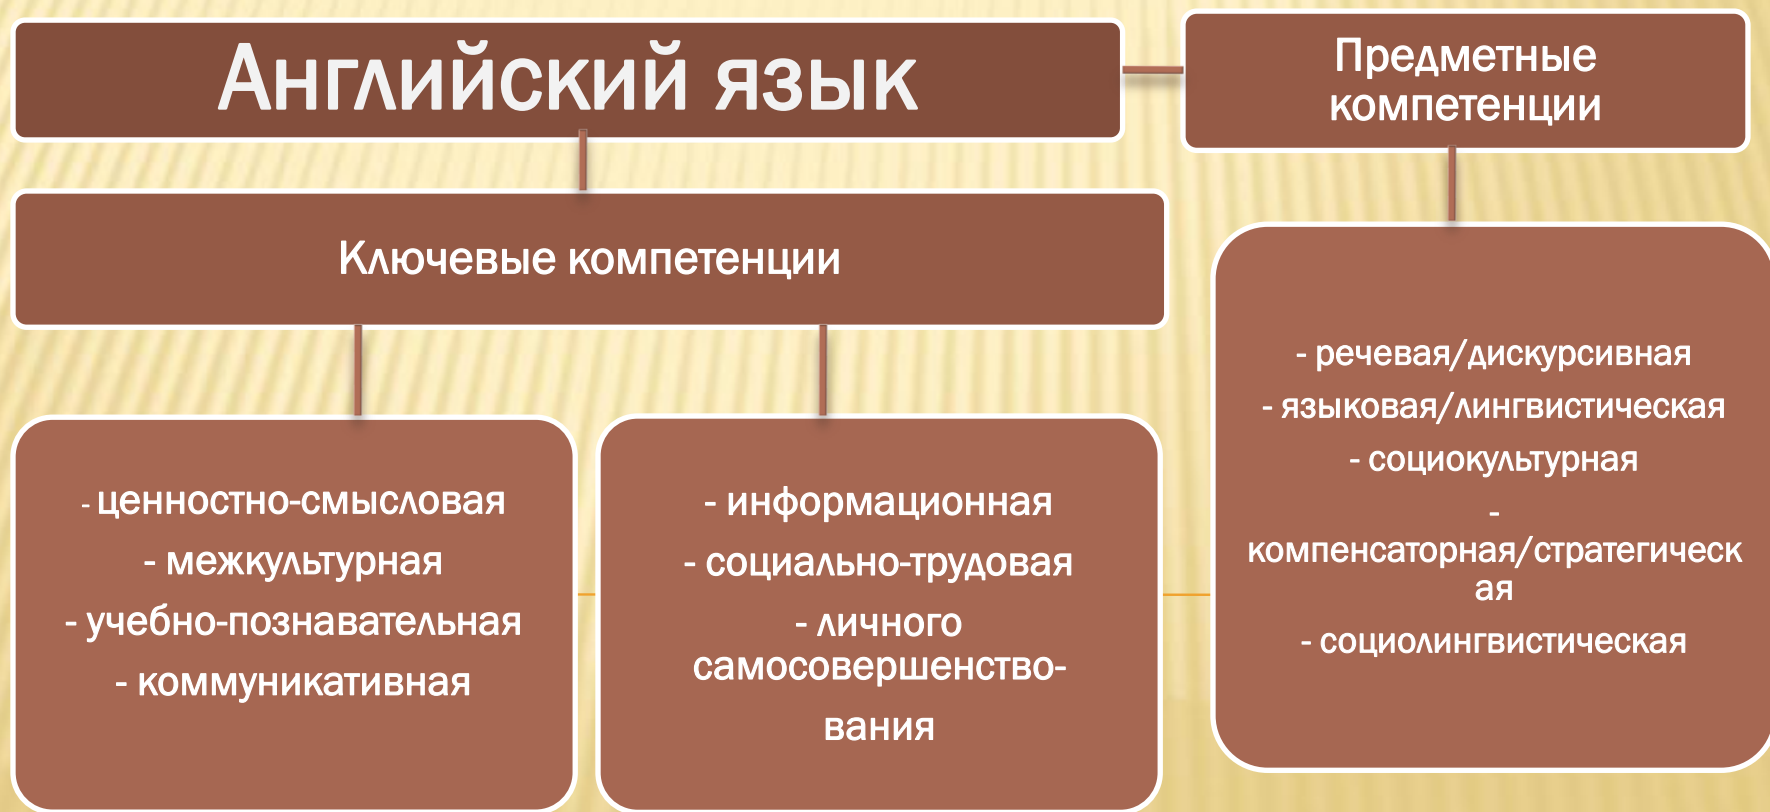 Английский язык
Предметные
компетенции
Ключевые компетенции
- ценностно-смысловая
- межкультурная
- учебно-познавательная
- коммуникативная
- информационная
- социально-трудовая
- личного
самосовершенство-
вания
- речевая/дискурсивная
- языковая/лингвистическая
- социокультурная
-
компенсаторная/стратегическ
ая
- социолингвистическая